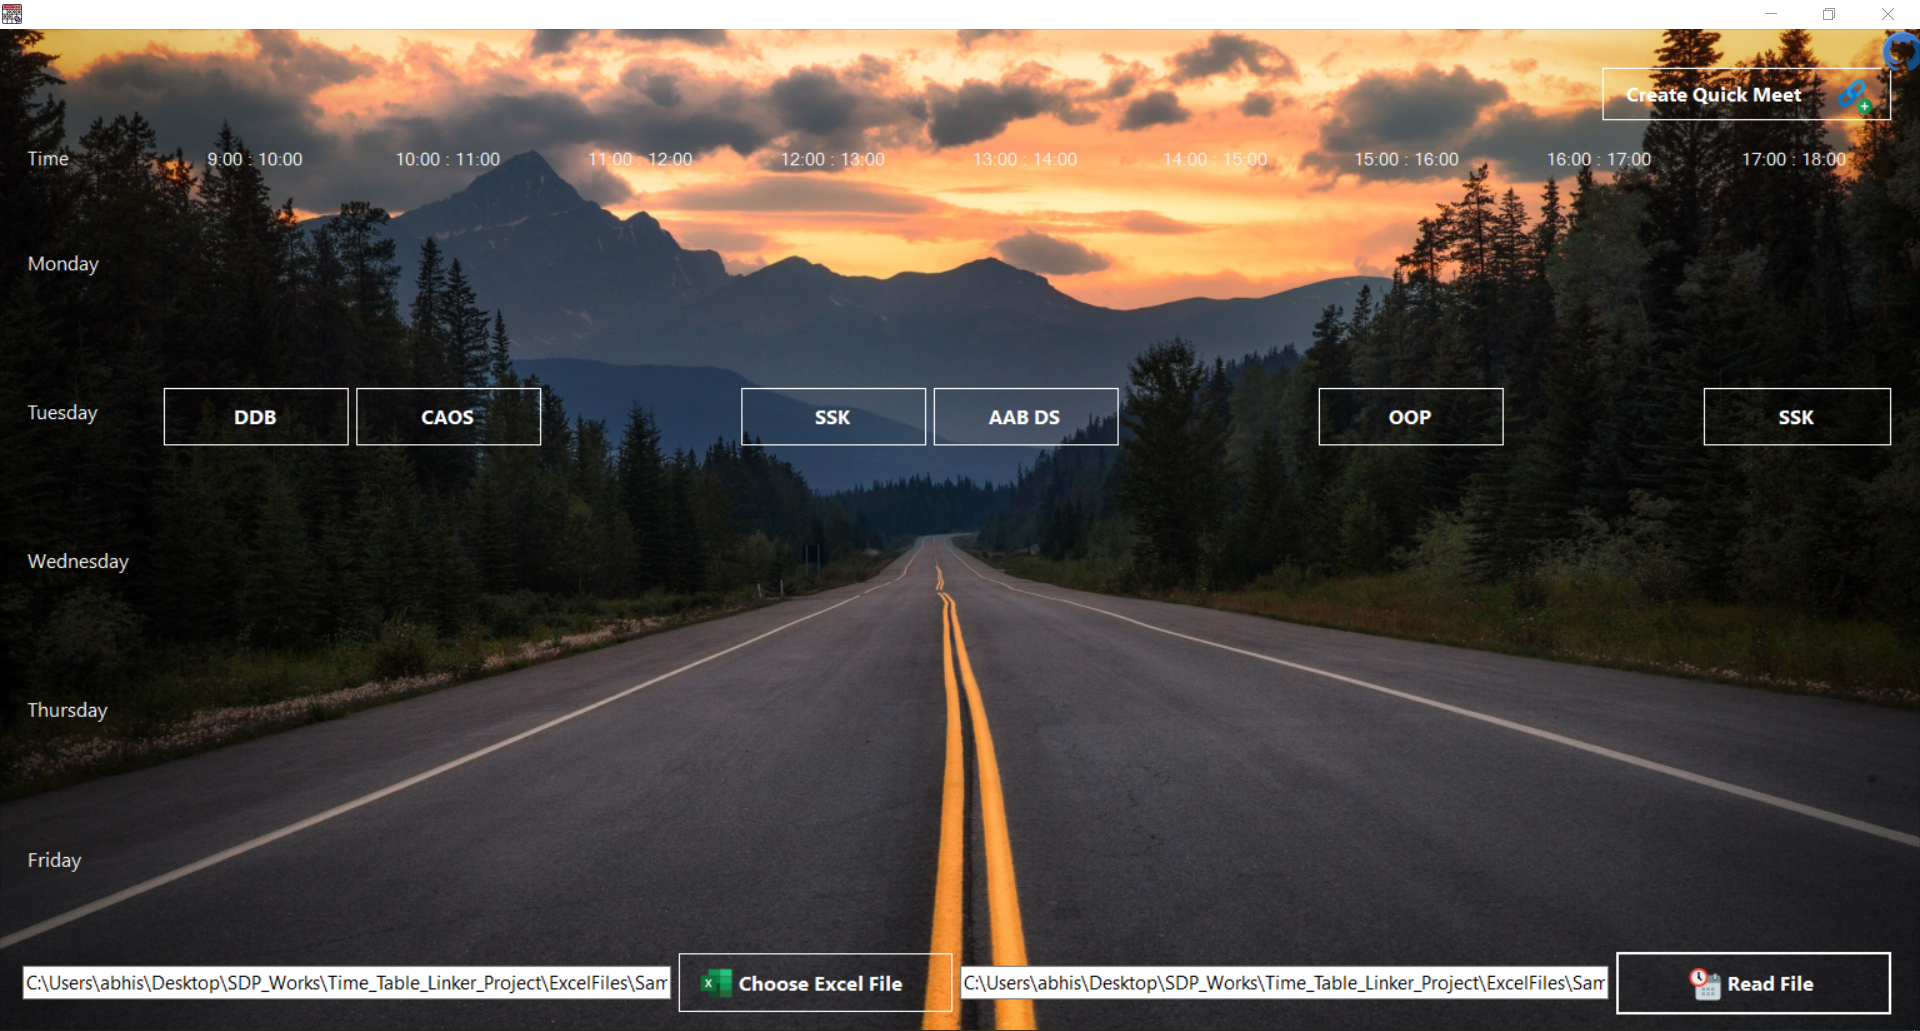 Create Quick Meet
Time 9:00 : 10:00 10:00 : 11:00 11:00 : 12:00 12:00 : 13:00 13:00 : 14:00 14:00 : 15:00 15:00 : 16:00 16:00 : 17:00 17:00 : 18:00
Monday
Tuesday DDB CAOS SSK AAB DS OOP SSK
Wednesday
Thursday
Friday
C:\Users\abhis\Desktop\SDP_Works\Time_Table_Linker_Project\ExcelFiles\Sam Choose Excel File C:\Users\abhis\Desktop\SDP_Works\Time_Table_Linker_Project\ExcelFiles\Sam Read File